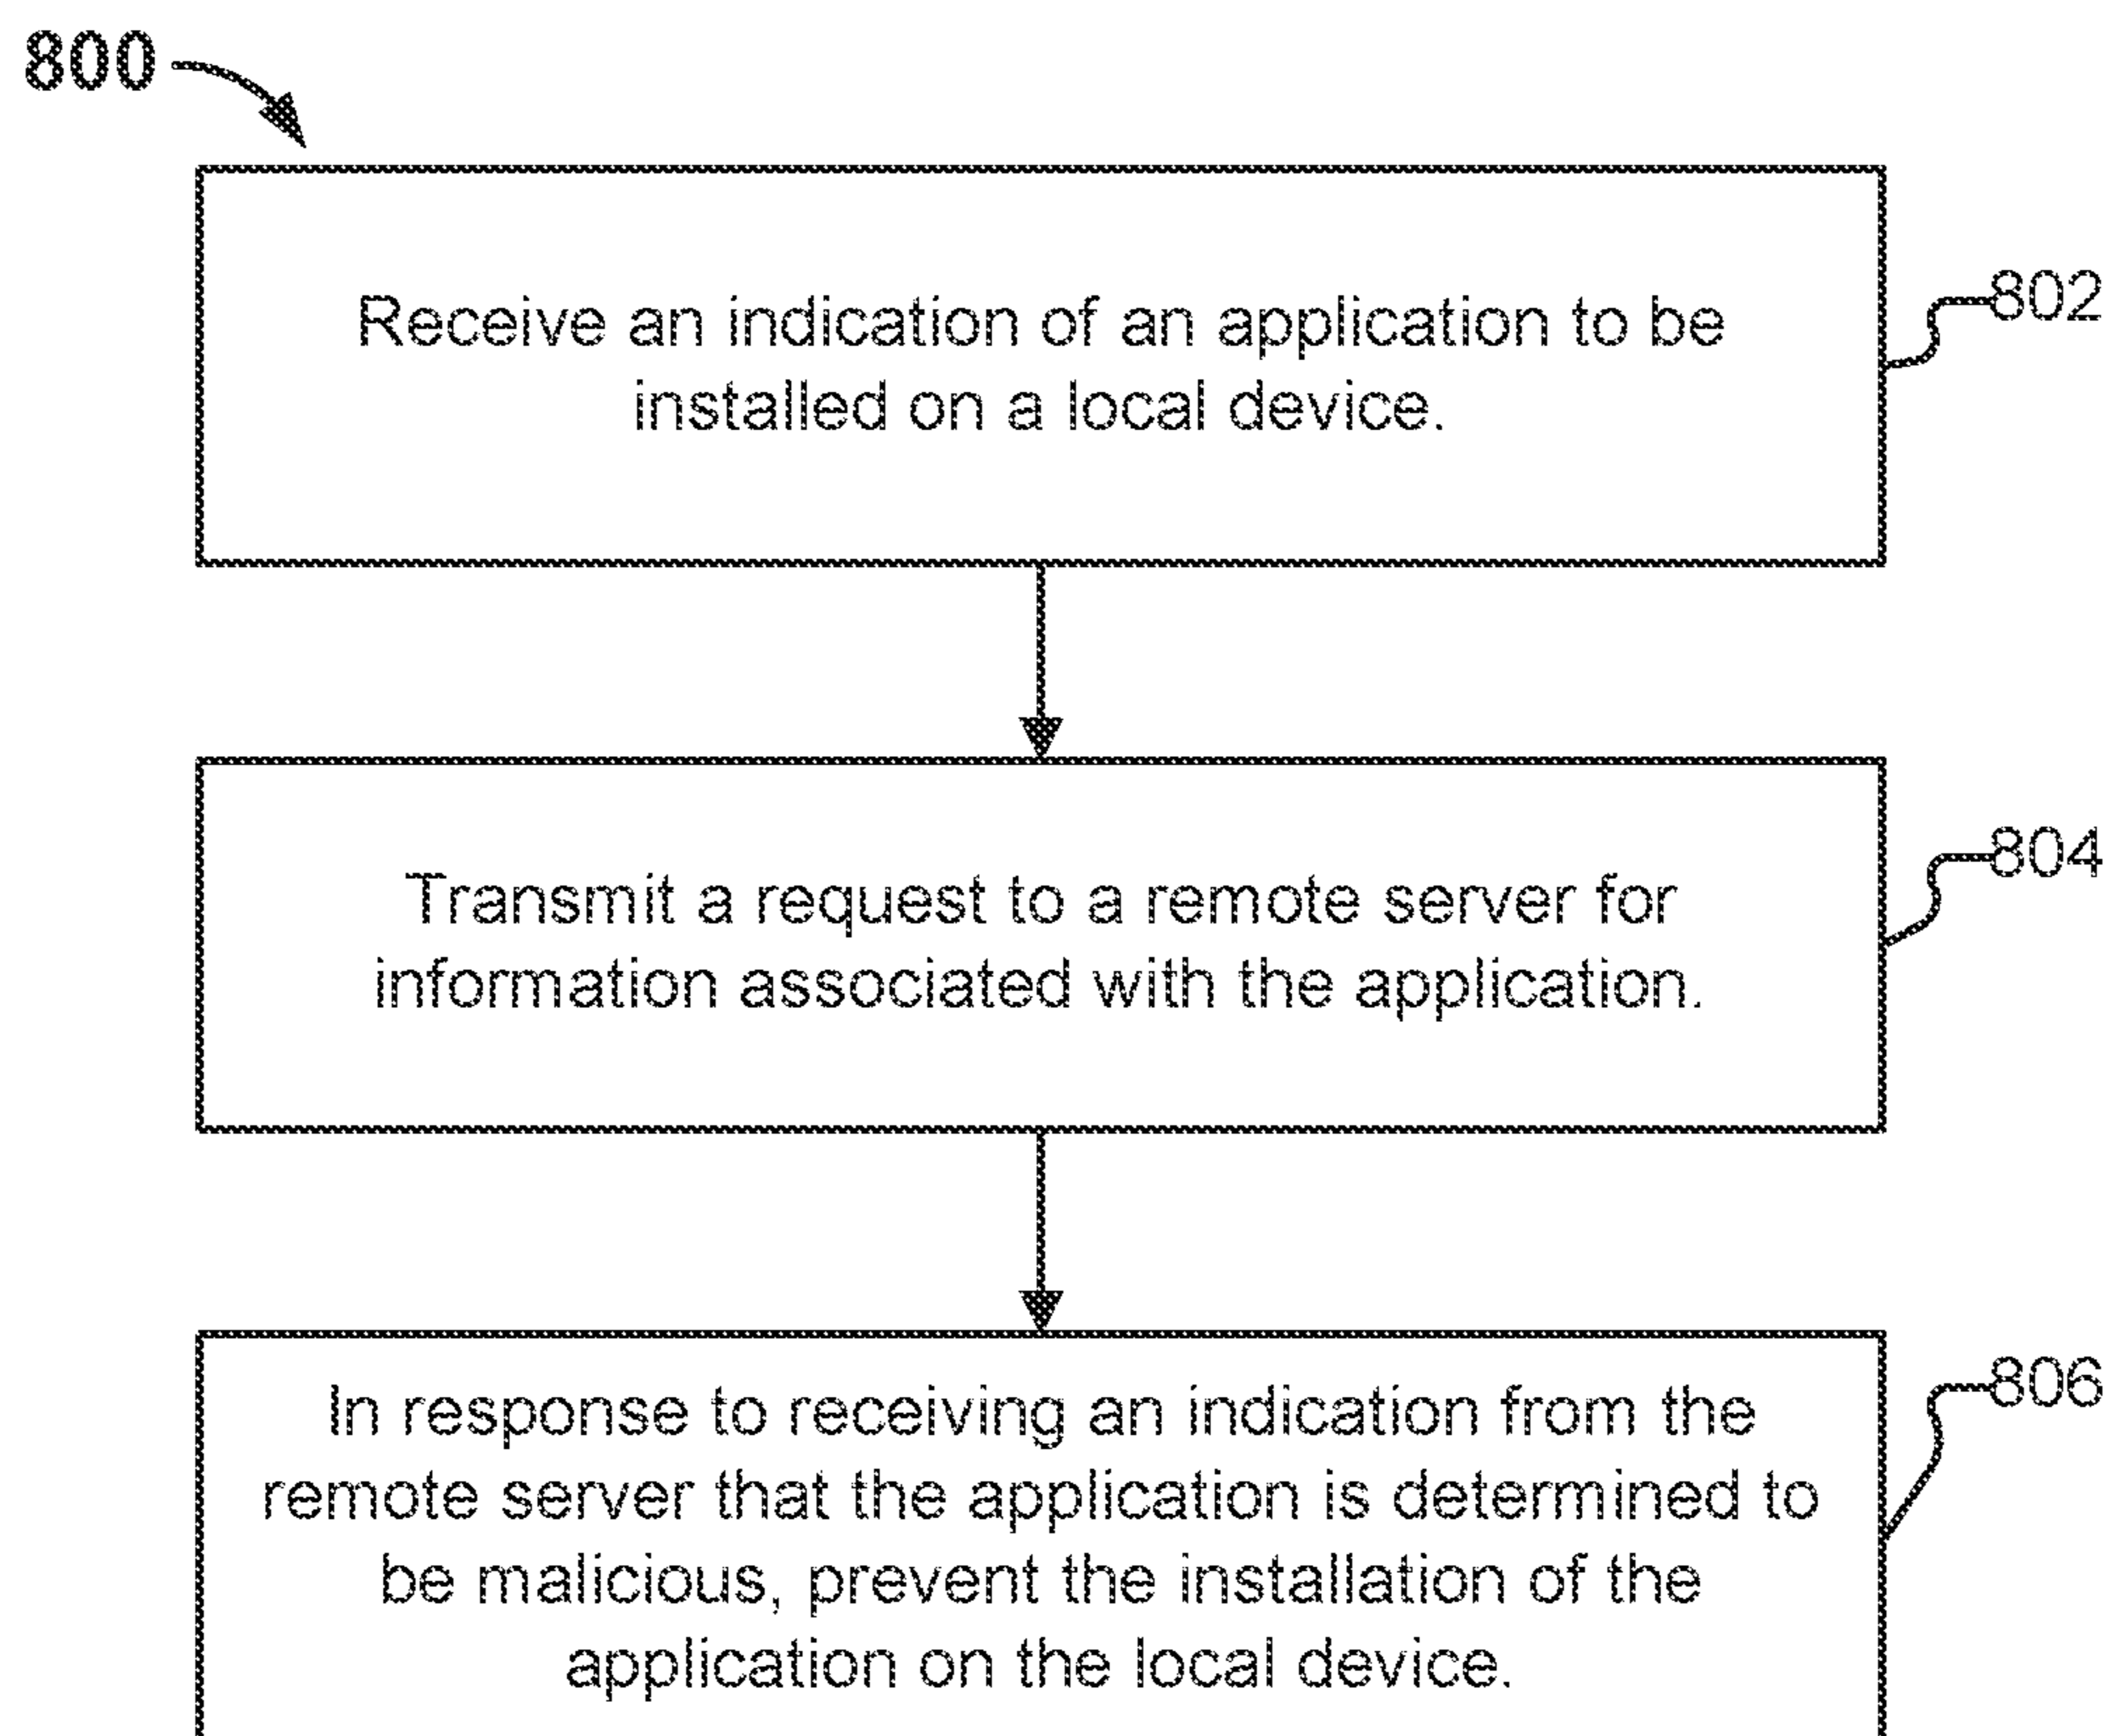 800
Receive an indication of an application to be
installed on a local device.
802
Transmit a request to a remote server for
information associated with the application.
804
In response to receiving an indication from the
remote server that the application is determined to
be malicious, prevent the installation of the
application on the local device.
806